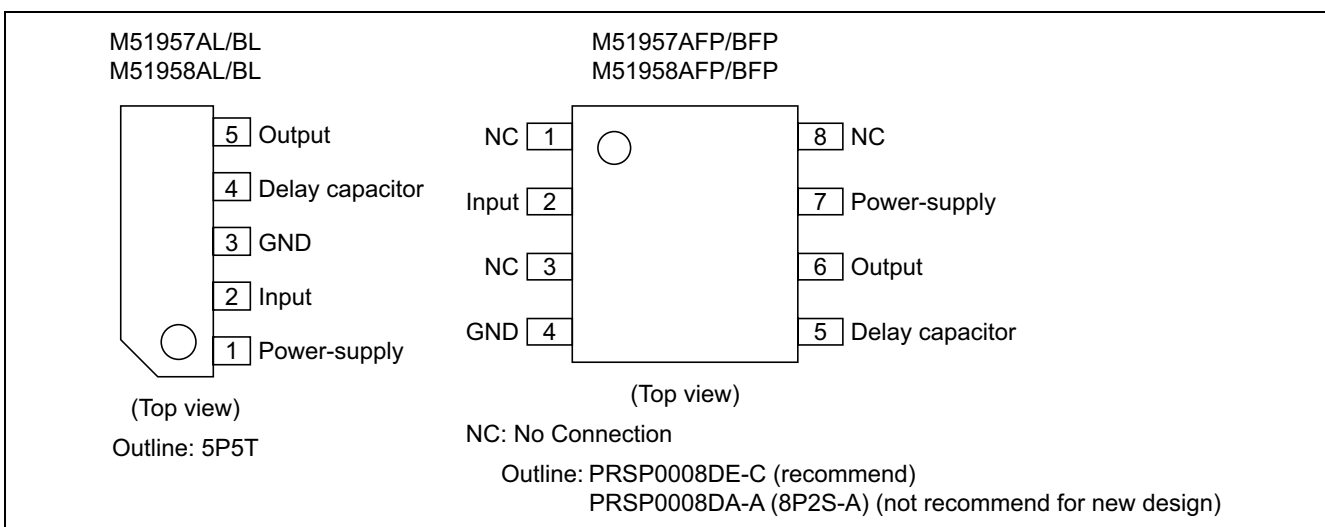 M51957AL/BL
M51958AL/BL
5 Output
4 Delay capacitor
3 GND
2 Input
1 Power-supply
(Top view)
Outline: 5P5T
M51957AFP/BFP
M51958AFP/BFP
NC 1
8 NC
Input 2
7 Power-supply
NC 3
6 Output
GND 4
5 Delay capacitor
(Top view)
NC: No Connection
Outline: PRSP0008DE-C (recommend)
PRSP0008DA-A (8P2S-A) (not recommend for new design)